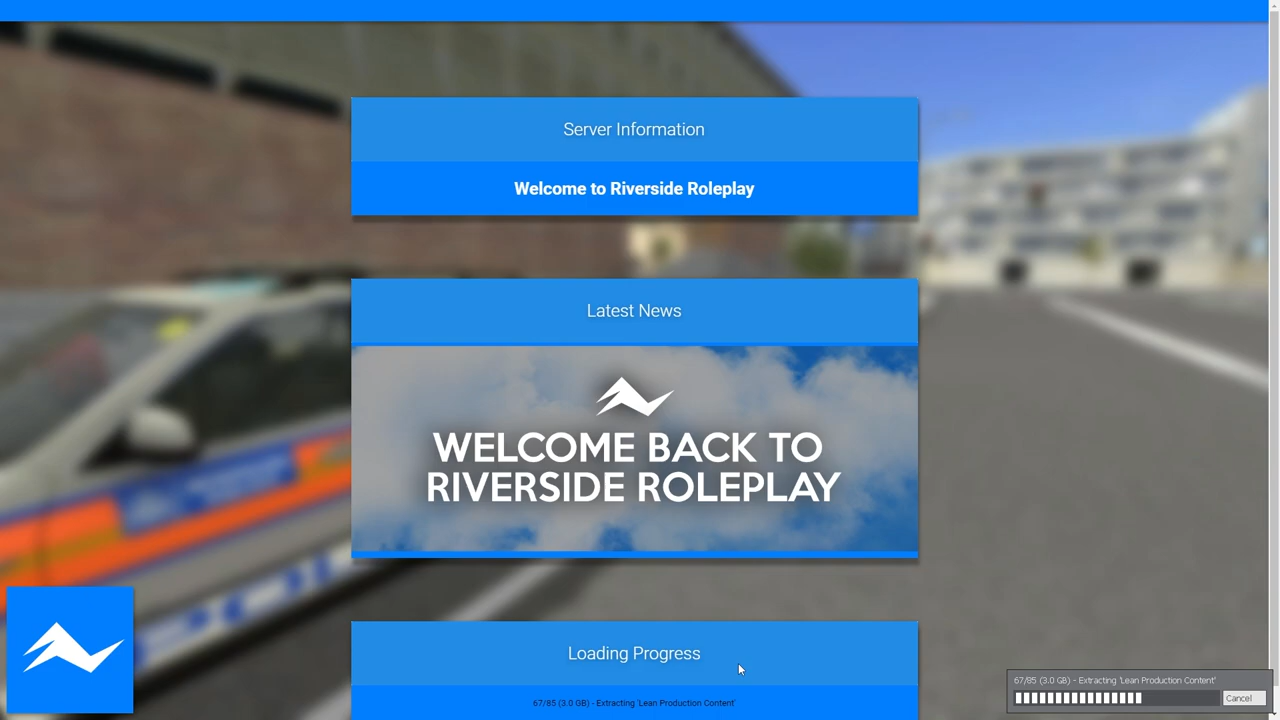 Server Information
Welcome to Riverside Roleplay
Latest News
WELCOME BACK TO
RIVERSIDE ROLEPLAY
Loading Progress
67/85 (3.0 GB) - Extracting 'Lean Production Content'
67/85 (3.0 GB) - Extracting 'Lean Production Content'
Cancel